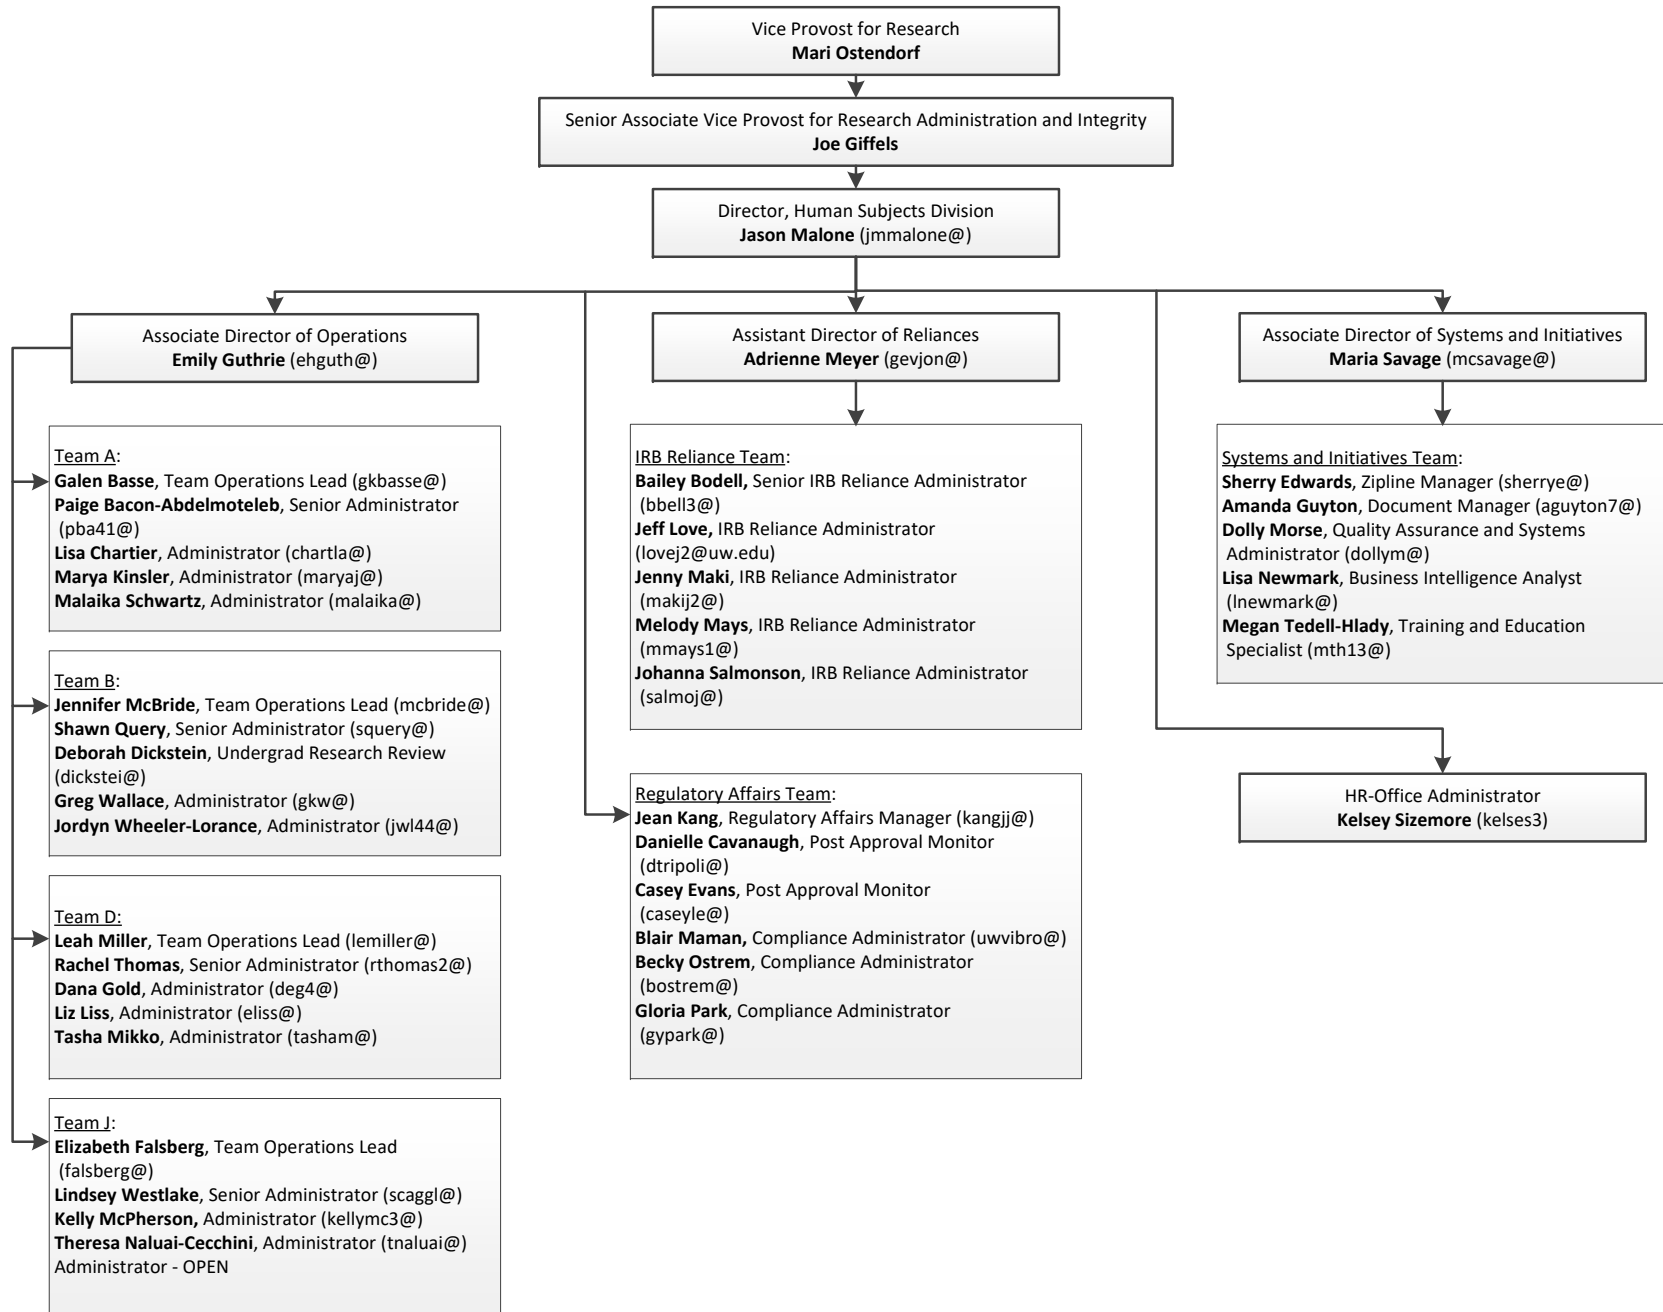 Vice Provost for Research
Mari Ostendorf
Senior Associate Vice Provost for Research Administration and Integrity
Joe Giffels
Director, Human Subjects Division
Jason Malone (jmmalone@)
Associate Director of Operations
Emily Guthrie (ehguth@)
Assistant Director of Reliances
Adrienne Meyer (gevjon@)
Associate Director of Systems and Initiatives
Maria Savage (mcsavage@)
Team A:
Galen Basse, Team Operations Lead (gkbasse@)
Paige Bacon-Abdelmoteleb, Senior Administrator
(pba41@)
Lisa Chartier, Administrator (chartla@)
Marya Kinsler, Administrator (maryaj@)
Malaika Schwartz, Administrator (malaika@)
Team B:
Jennifer McBride, Team Operations Lead (mcbride@)
Shawn Query, Senior Administrator (squery@)
Deborah Dickstein, Undergrad Research Review
(dickstei@)
Greg Wallace, Administrator (gkw@)
Jordyn Wheeler-Lorance, Administrator (jwl44@)
Team D:
Leah Miller, Team Operations Lead (lemiller@)
Rachel Thomas, Senior Administrator (rthomas2@)
Dana Gold, Administrator (deg4@)
Liz Liss, Administrator (eliss@)
Tasha Mikko, Administrator (tasham@)
Team J:
Elizabeth Falsberg, Team Operations Lead
(falsberg@)
Lindsey Westlake, Senior Administrator (scaggl@)
Kelly McPherson, Administrator (kellymc3@)
Theresa Naluai-Cecchini, Administrator (tnaluai@)
Administrator - OPEN
IRB Reliance Team:
Bailey Bodell, Senior IRB Reliance Administrator
(bbell3@)
Jeff Love, IRB Reliance Administrator
(lovej2@uw.edu)
Jenny Maki, IRB Reliance Administrator
(makij2@)
Melody Mays, IRB Reliance Administrator
(mmays1@)
Johanna Salmonson, IRB Reliance Administrator
(salmoj@)
Regulatory Affairs Team:
Jean Kang, Regulatory Affairs Manager (kangjj@)
Danielle Cavanaugh, Post Approval Monitor
(dtripoli@)
Casey Evans, Post Approval Monitor
(caseyle@)
Blair Maman, Compliance Administrator (uwvibro@)
Becky Ostrem, Compliance Administrator
(bostrem@)
Gloria Park, Compliance Administrator
(gypark@)
Systems and Initiatives Team:
Sherry Edwards, Zipline Manager (sherrye@)
Amanda Guyton, Document Manager (aguyton7@)
Dolly Morse, Quality Assurance and Systems
Administrator (dollym@)
Lisa Newmark, Business Intelligence Analyst
(lnewmark@)
Megan Tedell-Hlady, Training and Education
Specialist (mth13@)
HR-Office Administrator
Kelsey Sizemore (kelses3)